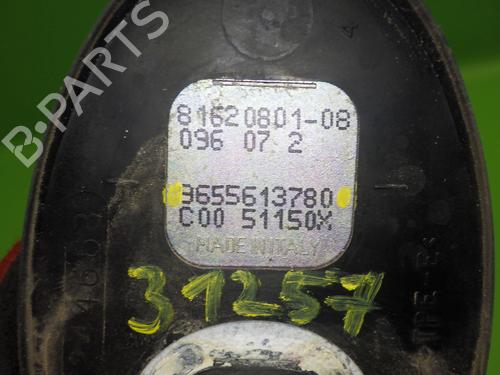 81620801-08
096 07 2
9655613780
C00 51150X
MADE IN ITALY
31257
B-PARTS